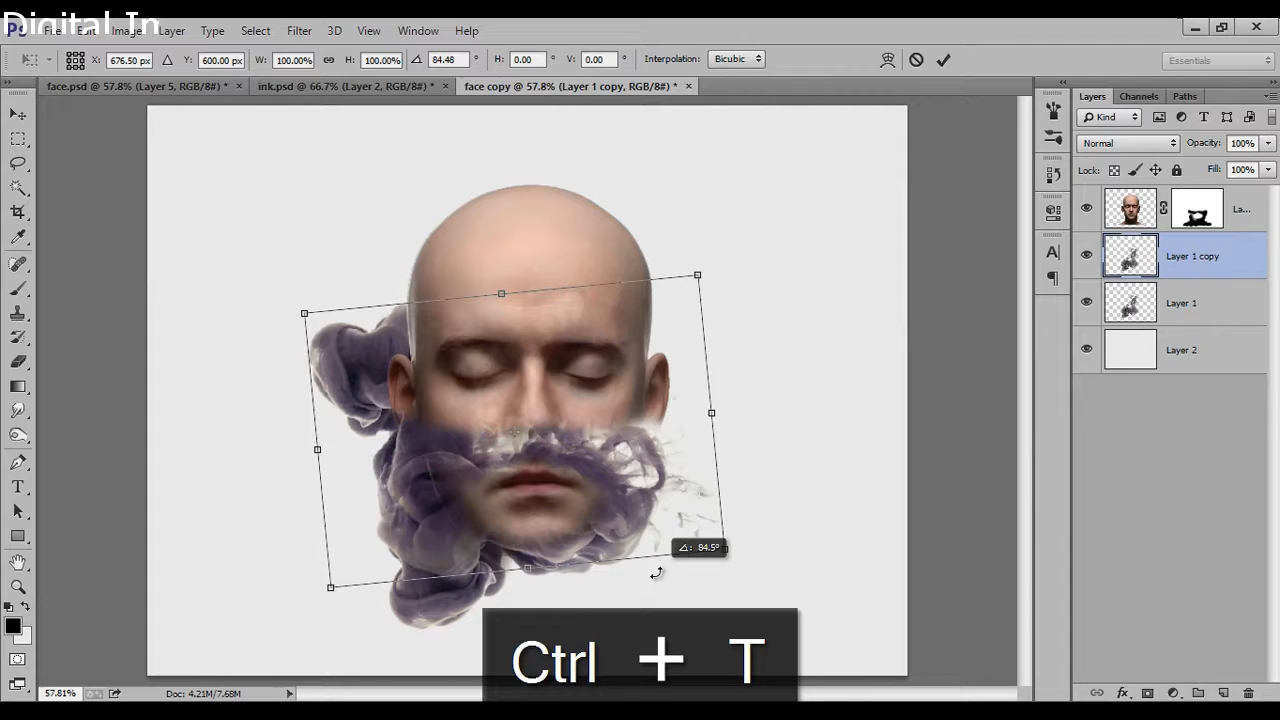 Digital In
Image Layer Type Select Filter 3D View Window Help
X: 676.50 px Y: 600.00 px W: 100.00% H: 100.00% 84.48 ° H: 0.00 ° V: 0.00 ° Interpolation: Bicubic Essentials
face.psd @ 57.8% (Layer 5, RGB/8#) * × ink.psd @ 66.7% (Layer 2, RGB/8#) * × face copy @ 57.8% (Layer 1 copy, RGB/8#) * ×
Layers Channels Paths
Kind
Normal Opacity: 100%
Lock: Fill: 100%
La...
Layer 1 copy
Layer 1
Layer 2
84.5°
Ctrl + T
57.81% Doc: 4.21M/7.68M